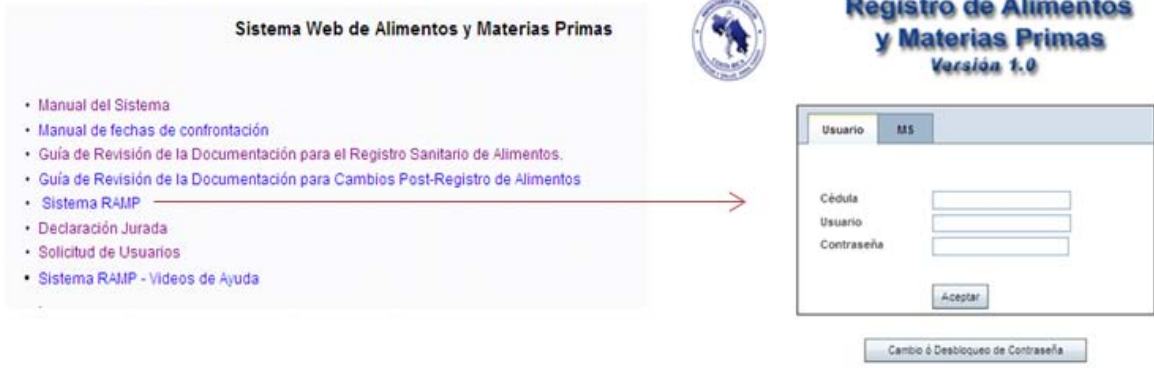 Sistema Web de Alimentos y Materias Primas
• Manual del Sistema
• Manual de fechas de confrontación
• Guía de Revisión de la Documentación para el Registro Sanitario de Alimentos.
• Guía de Revisión de la Documentación para Cambios Post-Registro de Alimentos
• Sistema RAMP
• Declaración Jurada
• Solicitud de Usuarios
• Sistema RAMP - Videos de Ayuda
COSTA RICA
Registro de Alimentos
y Materias Primas
Versión 1.0
Usuario MS
Cédula
Usuario
Contraseña
Aceptar
Cambio ó Desbloqueo de Contraseña